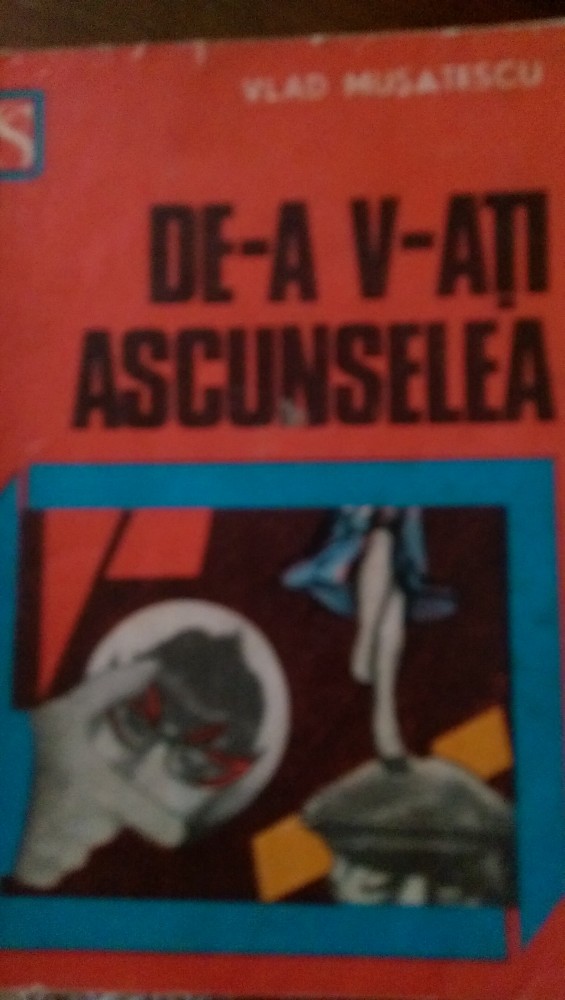 VLAD MUȘATESCU
S
DE-A V-AȚI
ASCUNSELEA